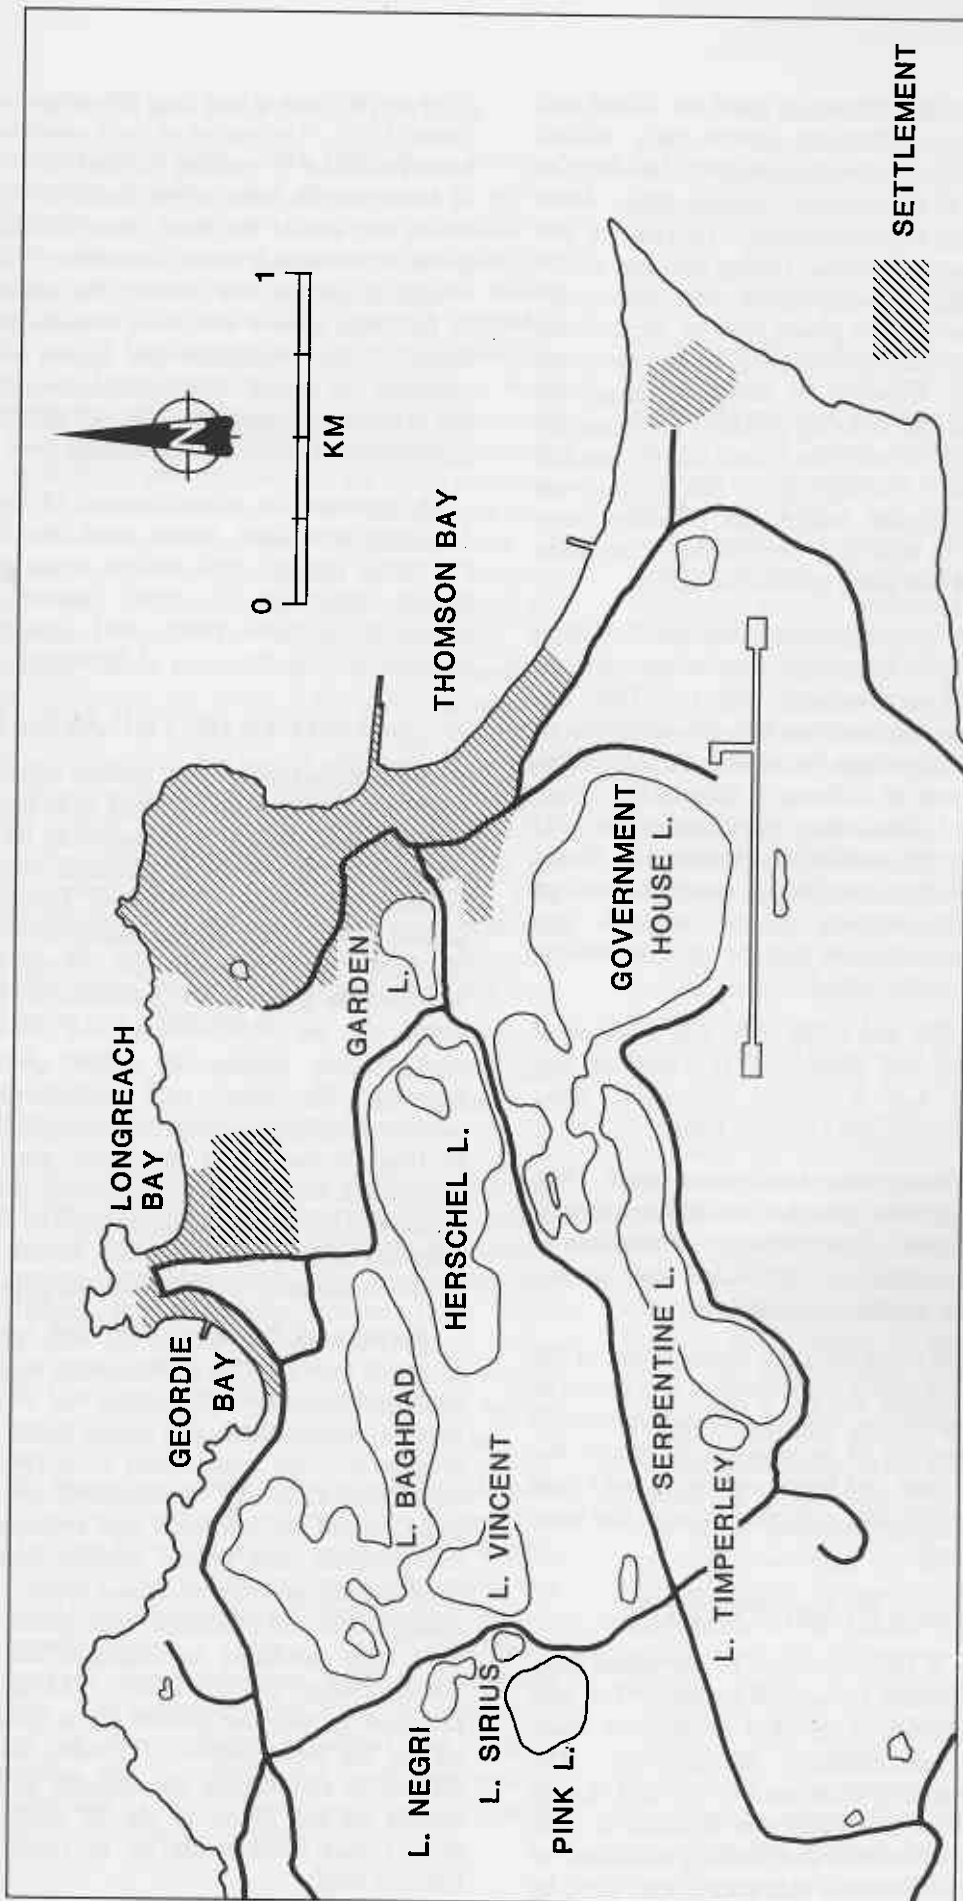 LONGREACH
BAY
GEORDIE
BAY
N
0
1
KM
THOMSON BAY
GARDEN
L.
HERSCHEL L.
L. BAGHDAD
L. VINCENT
L. NEGRI
L. SIRIUS
PINK L.
GOVERNMENT
HOUSE L.
SERPENTINE L.
L. TIMPERLEY
SETTLEMENT